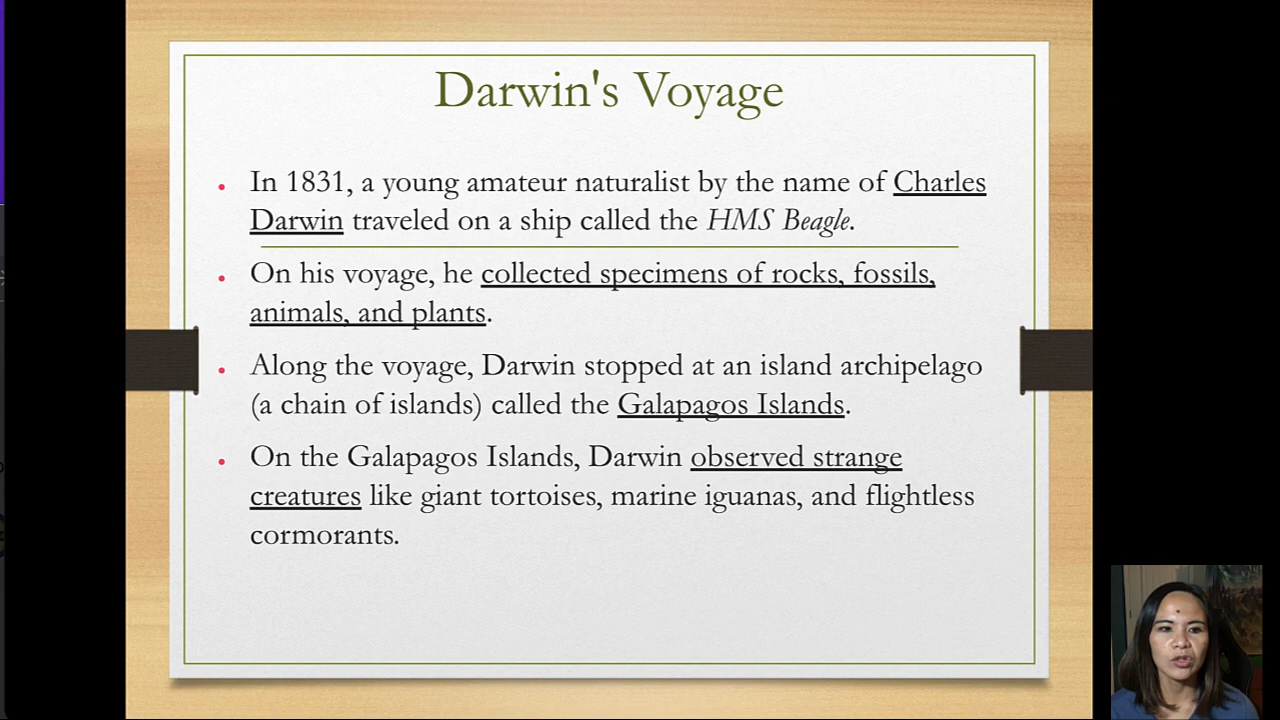 Darwin's Voyage
In 1831, a young amateur naturalist by the name of Charles
Darwin traveled on a ship called the HMS Beagle.
On his voyage, he collected specimens of rocks, fossils,
animals, and plants.
Along the voyage, Darwin stopped at an island archipelago
(a chain of islands) called the Galapagos Islands.
On the Galapagos Islands, Darwin observed strange
creatures like giant tortoises, marine iguanas, and flightless
cormorants.